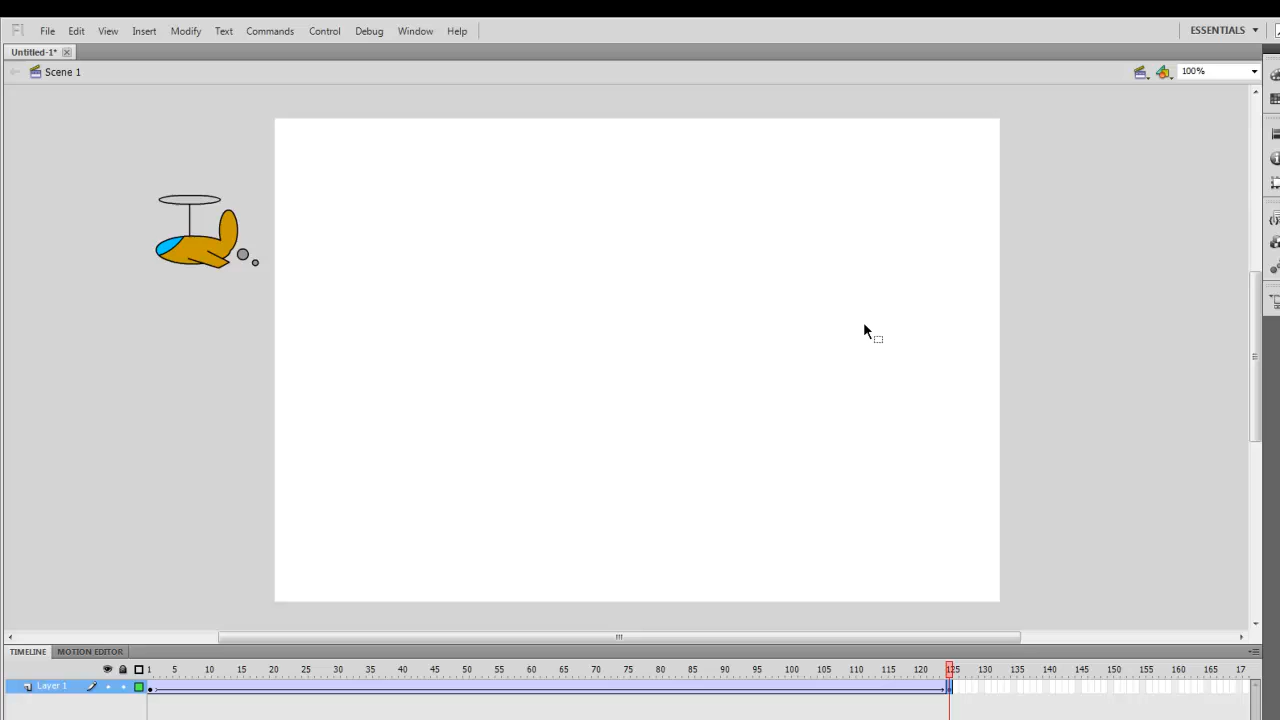 Fl File Edit View Insert Modify Text Commands Control Debug Window Help ESSENTIALS
Untitled-1*
Scene 1 100%
TIMELINE MOTION EDITOR
1 5 10 15 20 25 30 35 40 45 50 55 60 65 70 75 80 85 90 95 100 105 110 115 120 125 130 135 140 145 150 155 160 165 17
Layer 1